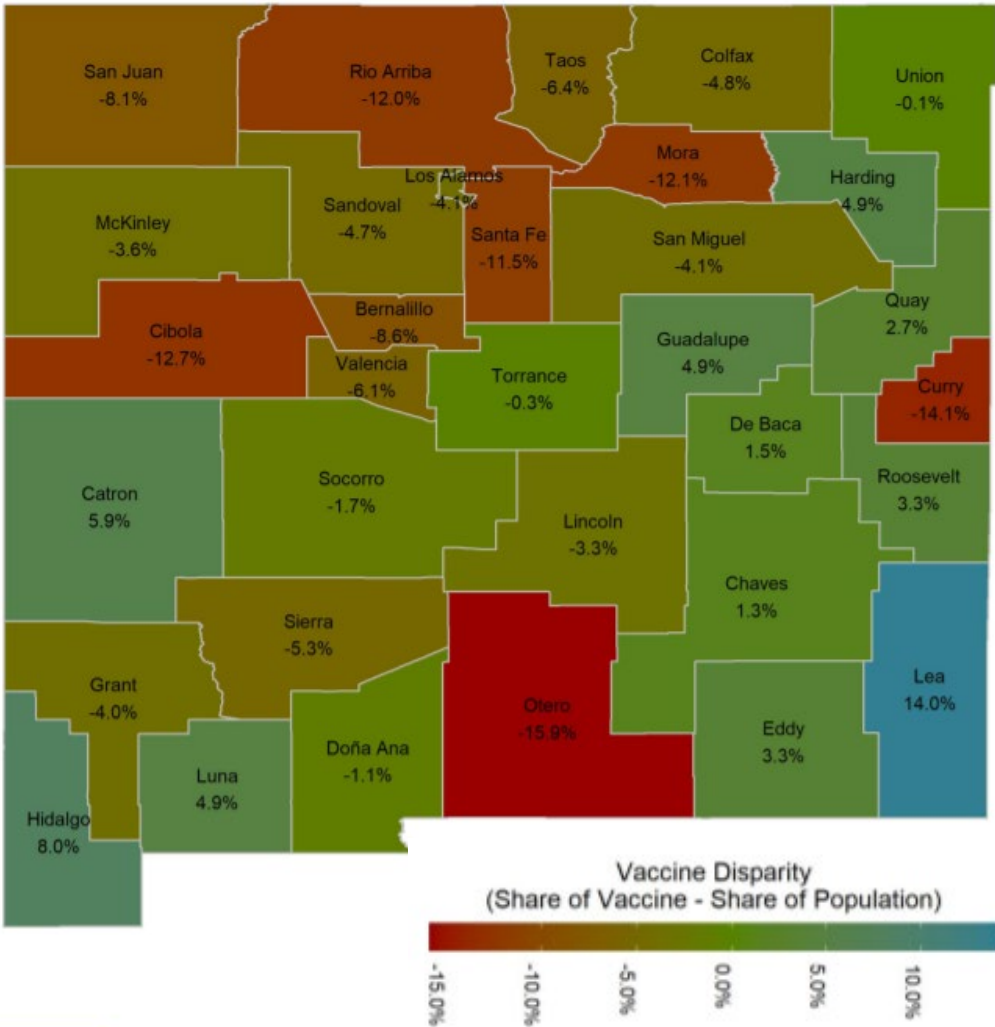 San Juan
-8.1%
Rio Arriba
-12.0%
Taos
-6.4%
Colfax
-4.8%
Union
-0.1%
McKinley
-3.6%
Sandoval
-4.7%
Los Alamos
-4.1%
Santa Fe
-11.5%
Mora
-12.1%
Harding
4.9%
San Miguel
-4.1%
Quay
2.7%
Cibola
-12.7%
Bernalillo
-8.6%
Valencia
-6.1%
Torrance
-0.3%
Guadalupe
4.9%
Curry
-14.1%
De Baca
1.5%
Roosevelt
3.3%
Catron
5.9%
Socorro
-1.7%
Lincoln
-3.3%
Chaves
1.3%
Sierra
-5.3%
Grant
-4.0%
Otero
-15.9%
Lea
14.0%
Eddy
3.3%
Doña Ana
-1.1%
Luna
4.9%
Hidalgo
8.0%
Vaccine Disparity
(Share of Vaccine - Share of Population)
-15.0%
-10.0%
-5.0%
0.0%
5.0%
10.0%